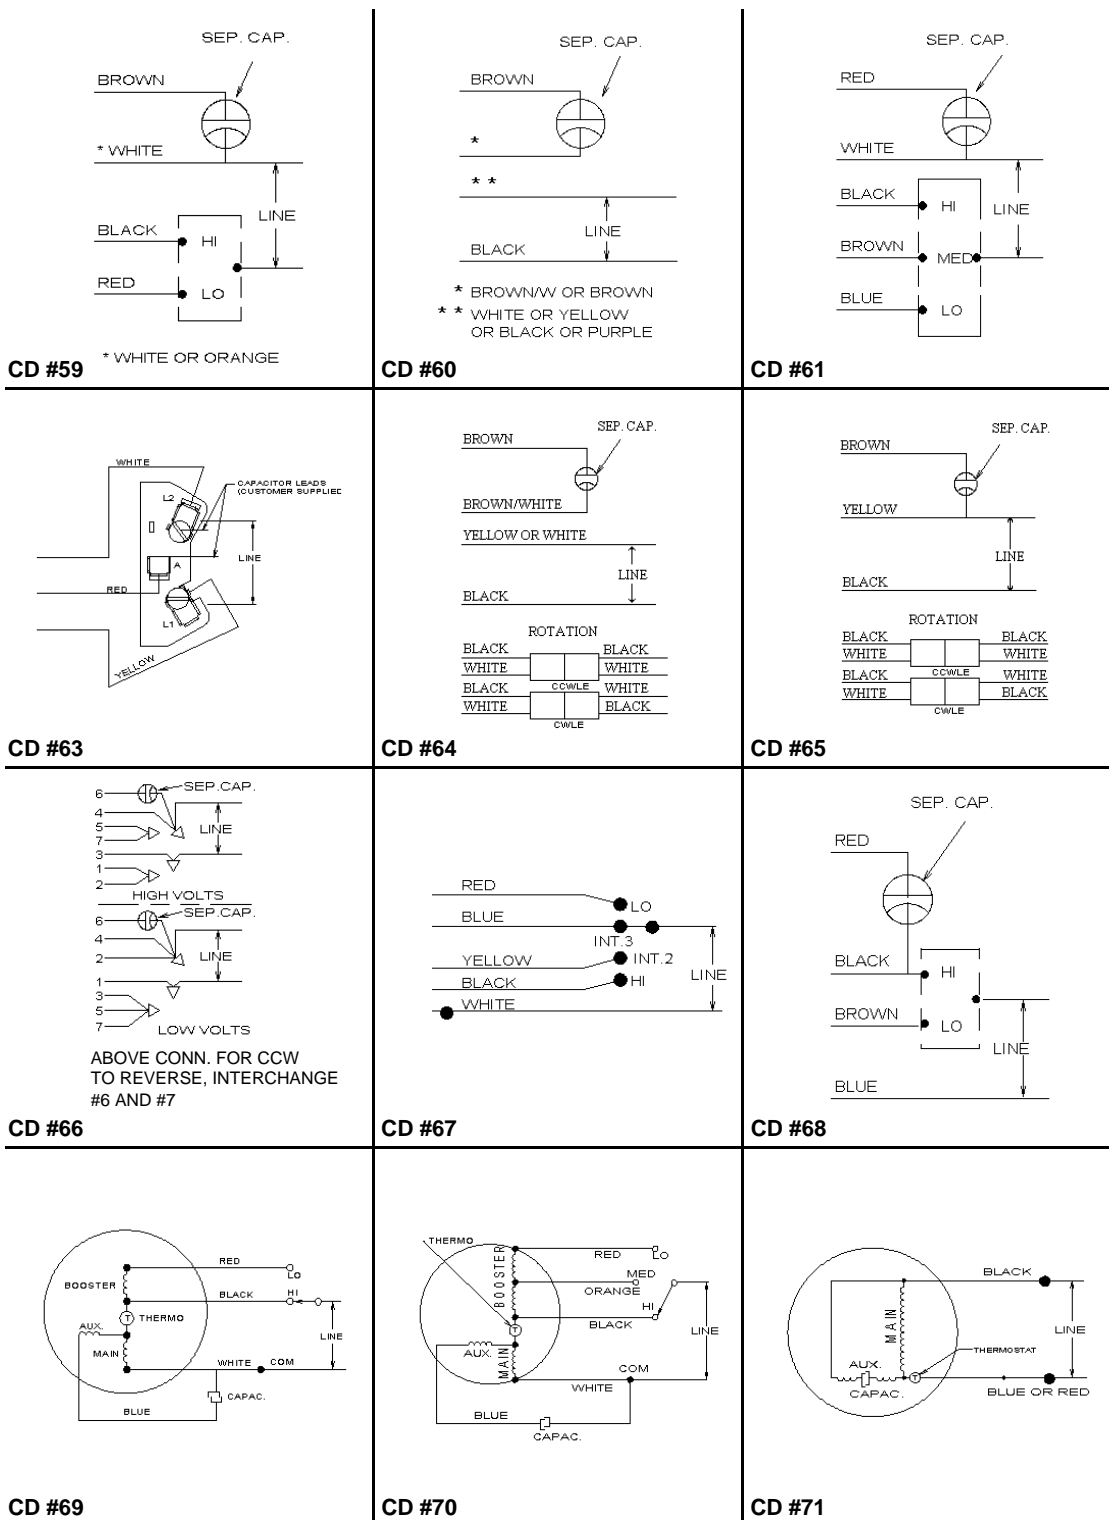 SEP. CAP.
BROWN
* WHITE
LINE
BLACK
HI
RED
LO
* WHITE OR ORANGE
CD #59
SEP. CAP.
BROWN
*
* *
LINE
BLACK
* BROWN/W OR BROWN
* * WHITE OR YELLOW
OR BLACK OR PURPLE
CD #60
SEP. CAP.
RED
WHITE
BLACK
HI
LINE
BROWN
MED
BLUE
LO
CD #61
WHITE
CAPACITOR LEADS
(CUSTOMER SUPPLIED
L2
LINE
A
RED
L1
YELLOW
CD #63
SEP. CAP.
BROWN
BROWN/WHITE
YELLOW OR WHITE
LINE
BLACK
ROTATION
BLACK BLACK
WHITE WHITE
CCWLE
BLACK WHITE
WHITE BLACK
CWLE
CD #64
SEP. CAP.
BROWN
YELLOW
LINE
BLACK
ROTATION
BLACK BLACK
WHITE WHITE
CCWLE
BLACK WHITE
WHITE BLACK
CWLE
CD #65
6 SEP.CAP.
4
5 LINE
7
3
1
2
HIGH VOLTS
6 SEP.CAP.
4
2 LINE
1
3
5
7
LOW VOLTS
ABOVE CONN. FOR CCW
TO REVERSE, INTERCHANGE
#6 AND #7
CD #66
RED
LO
BLUE
INT.3
YELLOW INT.2
LINE
BLACK HI
WHITE
CD #67
SEP. CAP.
RED
BLACK HI
BROWN LO
LINE
BLUE
CD #68
RED
LO
BOOSTER
BLACK HI
THERMO
AUX.
LINE
MAIN
WHITE COM
CAPAC.
BLUE
CD #69
THERMO
RED LO
BOOSTER
MED
ORANGE
HI
BLACK
LINE
AUX.
MAIN
COM
WHITE
BLUE
CAPAC.
CD #70
BLACK
MAIN
LINE
THERMOSTAT
AUX.
CAPAC.
BLUE OR RED
CD #71